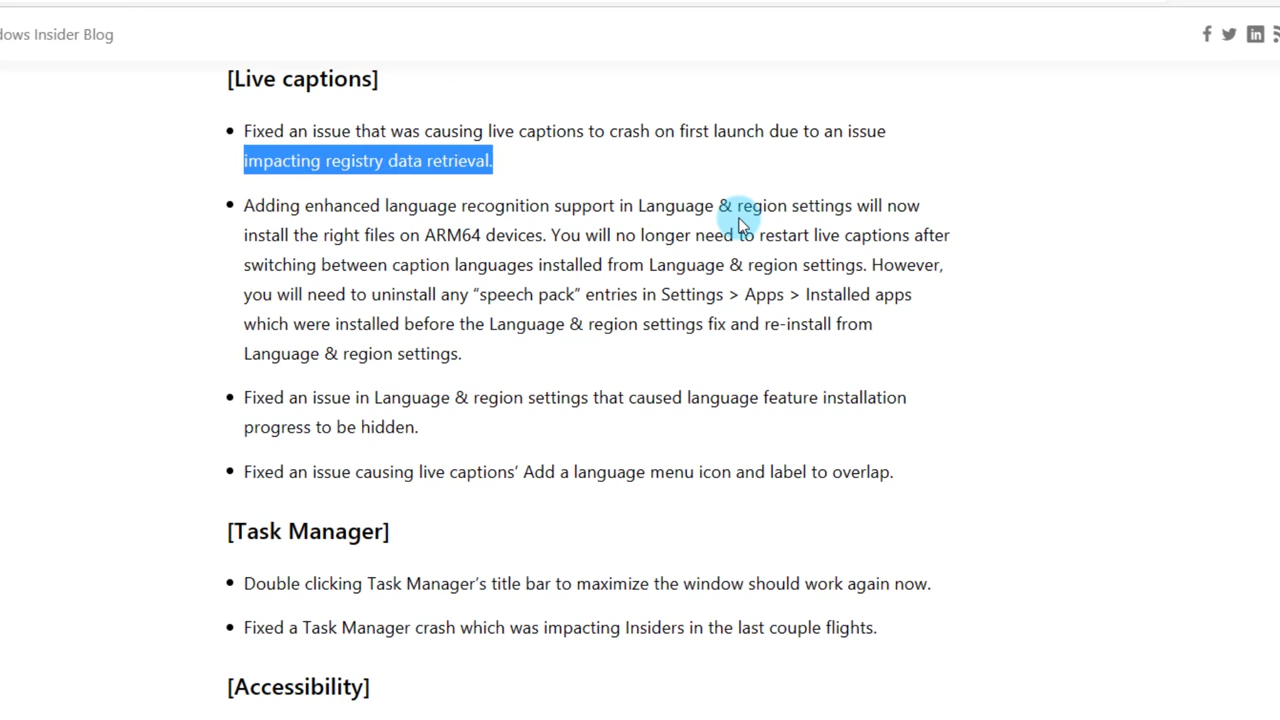 dows Insider Blog
[Live captions]
• Fixed an issue that was causing live captions to crash on first launch due to an issue
impacting registry data retrieval.
• Adding enhanced language recognition support in Language & region settings will now
install the right files on ARM64 devices. You will no longer need to restart live captions after
switching between caption languages installed from Language & region settings. However,
you will need to uninstall any “speech pack” entries in Settings > Apps > Installed apps
which were installed before the Language & region settings fix and re-install from
Language & region settings.
• Fixed an issue in Language & region settings that caused language feature installation
progress to be hidden.
• Fixed an issue causing live captions’ Add a language menu icon and label to overlap.
[Task Manager]
• Double clicking Task Manager’s title bar to maximize the window should work again now.
• Fixed a Task Manager crash which was impacting Insiders in the last couple flights.
[Accessibility]